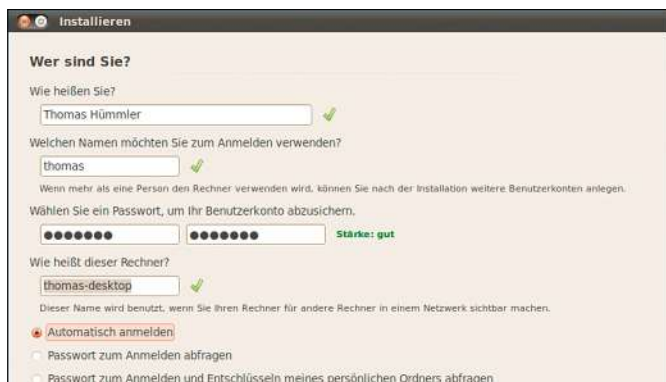 Installieren
Wer sind Sie?
Wie heißen Sie?
Thomas Hümmler
Welchen Namen möchten Sie zum Anmelden verwenden?
thomas
Wenn mehr als eine Person den Rechner verwenden wird, können Sie nach der Installation weitere Benutzerkonten anlegen.
Wählen Sie ein Passwort, um Ihr Benutzerkonto abzusichern.
●●●●●●● ●●●●●●● Stärke: gut
Wie heißt dieser Rechner?
thomas-desktop
Dieser Name wird benutzt, wenn Sie Ihren Rechner für andere Rechner in einem Netzwerk sichtbar machen.
Automatisch anmelden
Passwort zum Anmelden abfragen
Passwort zum Anmelden und Entschlüsseln meines persönlichen Ordners abfragen